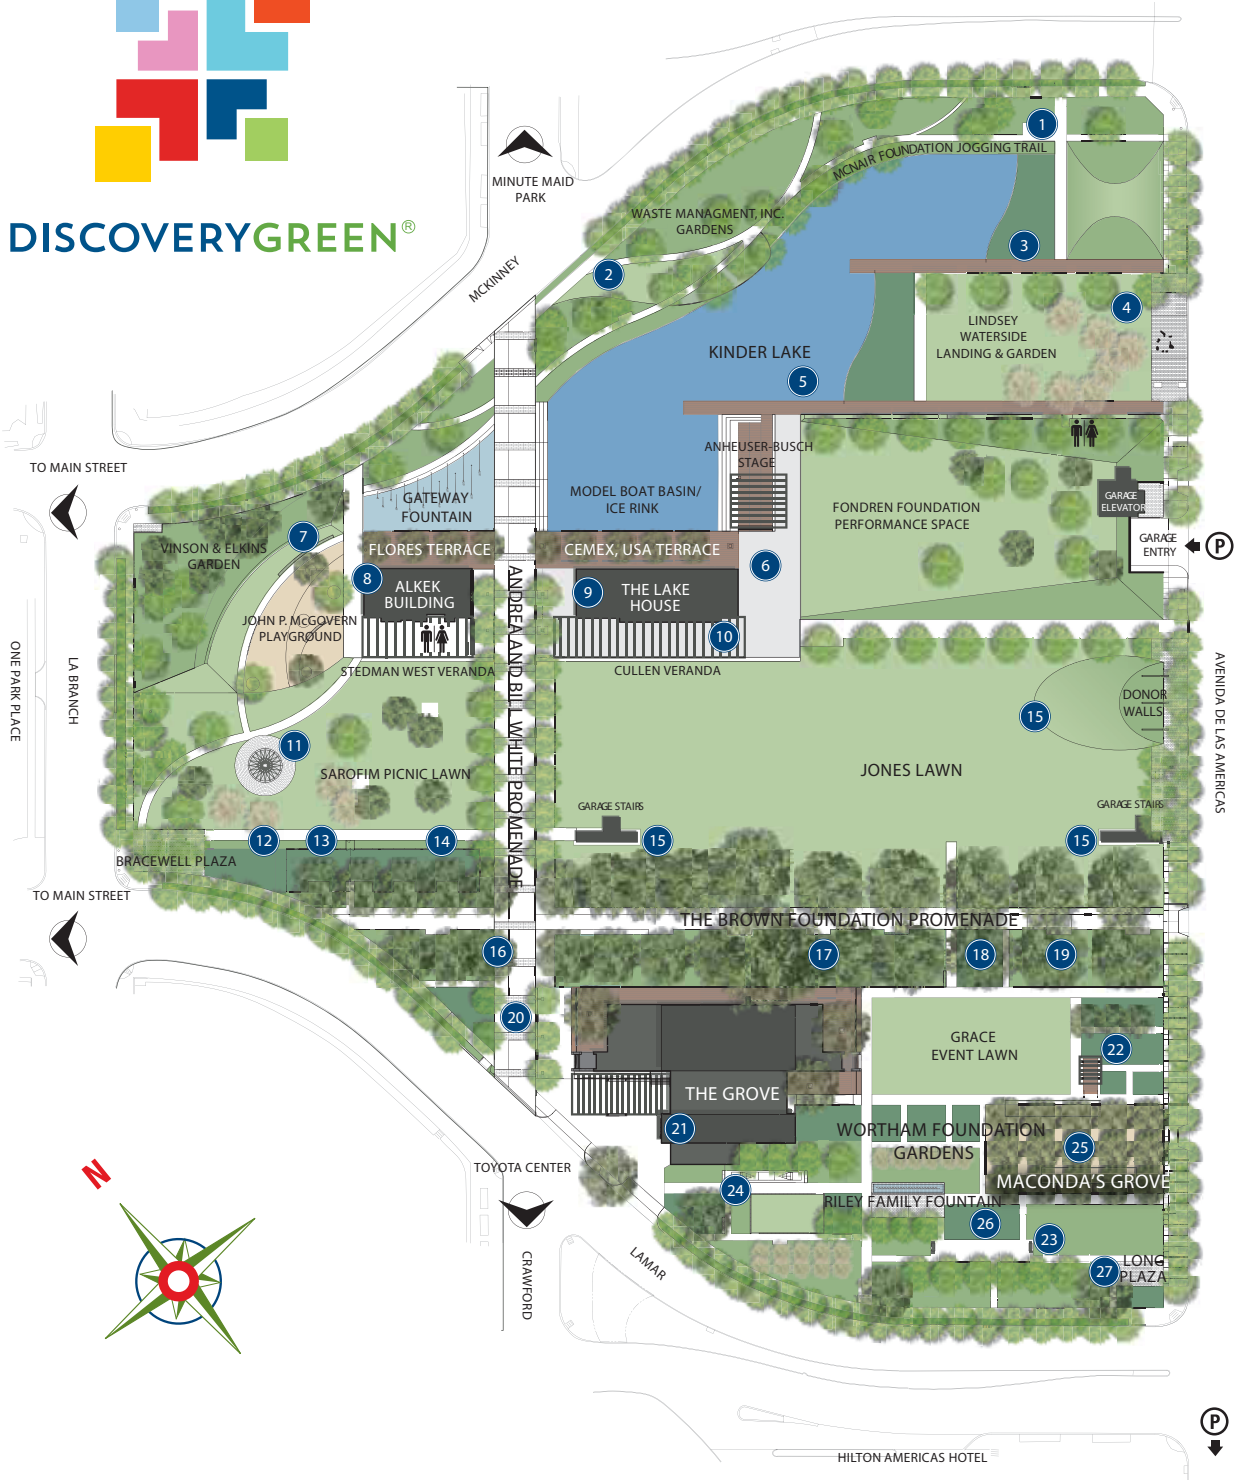 DISCOVERYGREEN®
MINUTE MAID
PARK
MCKINNEY
1
MCNAIR FOUNDATION JOGGING TRAIL
WASTE MANAGMENT, INC.
GARDENS
2
3
4
LINDSEY
WATERSIDE
LANDING & GARDEN
KINDER LAKE
5
TO MAIN STREET
ANHEUSER-BUSCH
STAGE
MODEL BOAT BASIN/
ICE RINK
GATEWAY
FOUNTAIN
FONDREN FOUNDATION
PERFORMANCE SPACE
GARAGE
ELEVATOR
GARAGE
ENTRY
P
7
VINSON & ELKINS
GARDEN
FLORES TERRACE
CEMEX, USA TERRACE
6
8
ALKEK
BUILDING
9
THE LAKE
HOUSE
10
JOHN P. McGOVERN
PLAYGROUND
STEDMAN WEST VERANDA
CULLEN VERANDA
ANDREA AND BILL WHITE PROMENADE
ONE PARK PLACE
LA BRANCH
AVENIDA DE LAS AMERICAS
DONOR
WALLS
15
11
SAROFIM PICNIC LAWN
JONES LAWN
GARAGE STAIRS
GARAGE STAIRS
12
13
14
15
15
BRACEWELL PLAZA
TO MAIN STREET
THE BROWN FOUNDATION PROMENADE
16
17
18
19
20
GRACE
EVENT LAWN
22
THE GROVE
21
WORTHAM FOUNDATION
GARDENS
25
MACONDA'S GROVE
TOYOTA CENTER
24
RILEY FAMILY FOUNTAIN
26
23
27
LONG
PLAZA
N
CRAWFORD
LAMAR
P
HILTON AMERICAS HOTEL